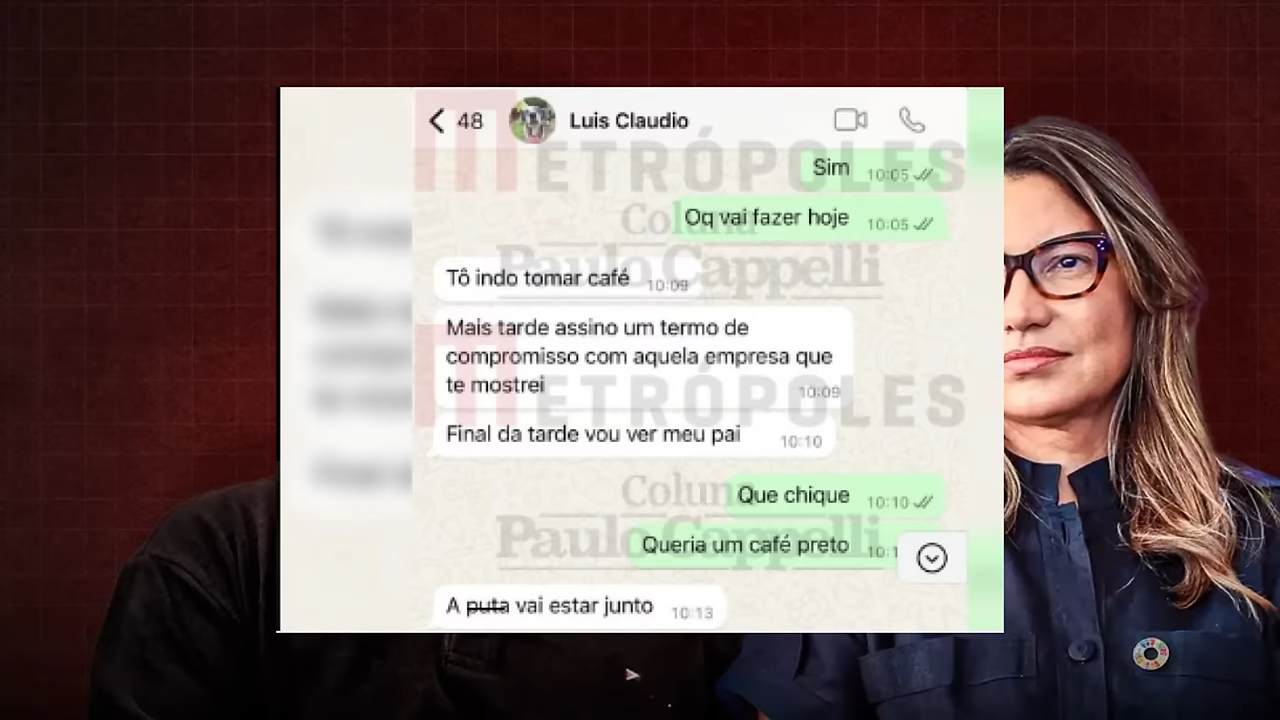 48
Luis Claudio
METRÓPOLES
Sim 10:05
Coluna
Oq vai fazer hoje 10:05
Paulo Cappelli
Tô indo tomar café 10:09
Mais tarde assino um termo de
compromisso com aquela empresa que
te mostrei 10:09
METRÓPOLES
Final da tarde vou ver meu pai 10:10
Coluna
Que chique 10:10
Paulo Cappelli
Queria um café preto 10:1
A puta vai estar junto 10:13